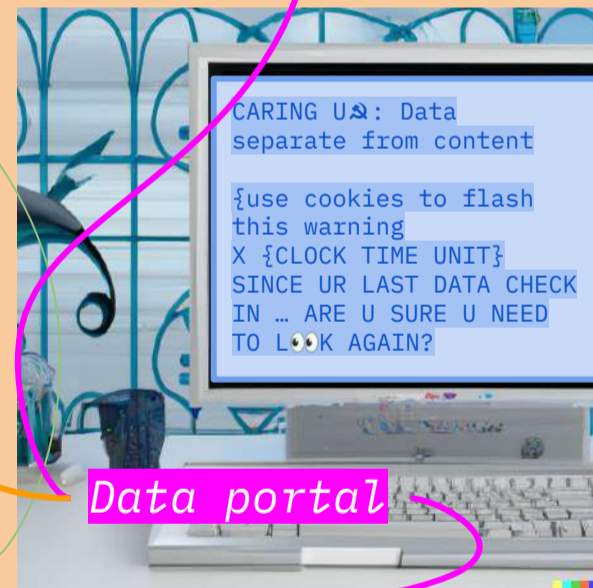 CARING U☭: Data
separate from content
{use cookies to flash
this warning
X {CLOCK TIME UNIT}
SINCE UR LAST DATA CHECK
IN … ARE U SURE U NEED
TO L👀K AGAIN?
Data portal